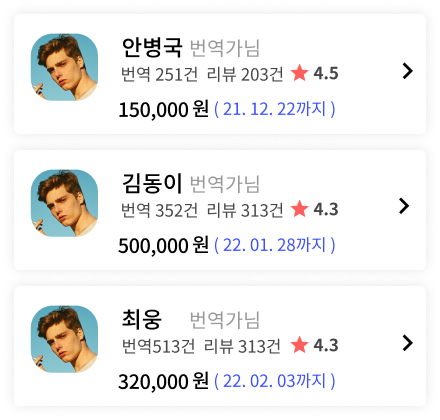 안병국 번역가님
번역 251건 리뷰 203건 ★ 4.5
150,000 원 ( 21. 12. 22까지 )
김동이 번역가님
번역 352건 리뷰 313건 ★ 4.3
500,000 원 ( 22. 01. 28까지 )
최웅 번역가님
번역513건 리뷰 313건 ★ 4.3
320,000 원 ( 22. 02. 03까지 )